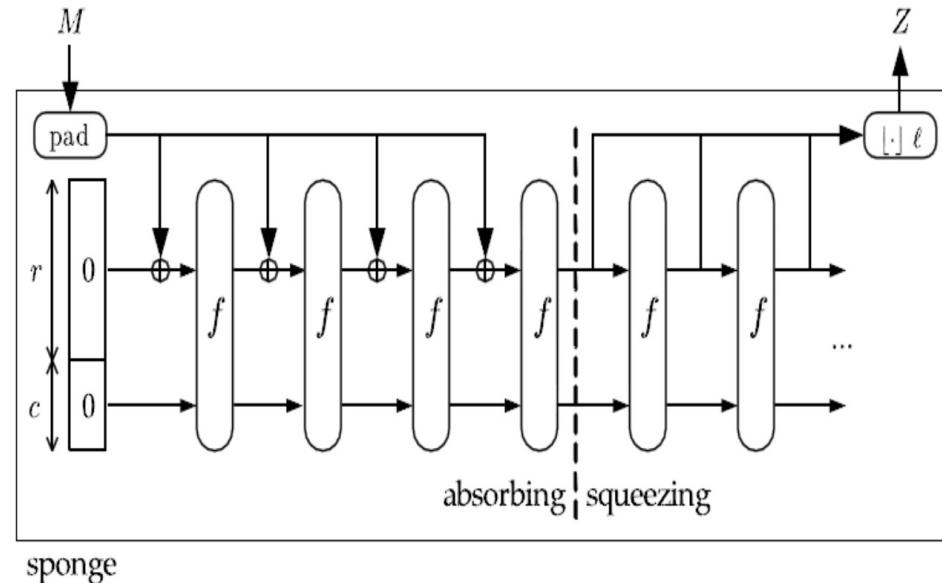 M Z
pad ⌊·⌋ ℓ
r 0 f f f f f f
c 0 ...
absorbing squeezing
sponge